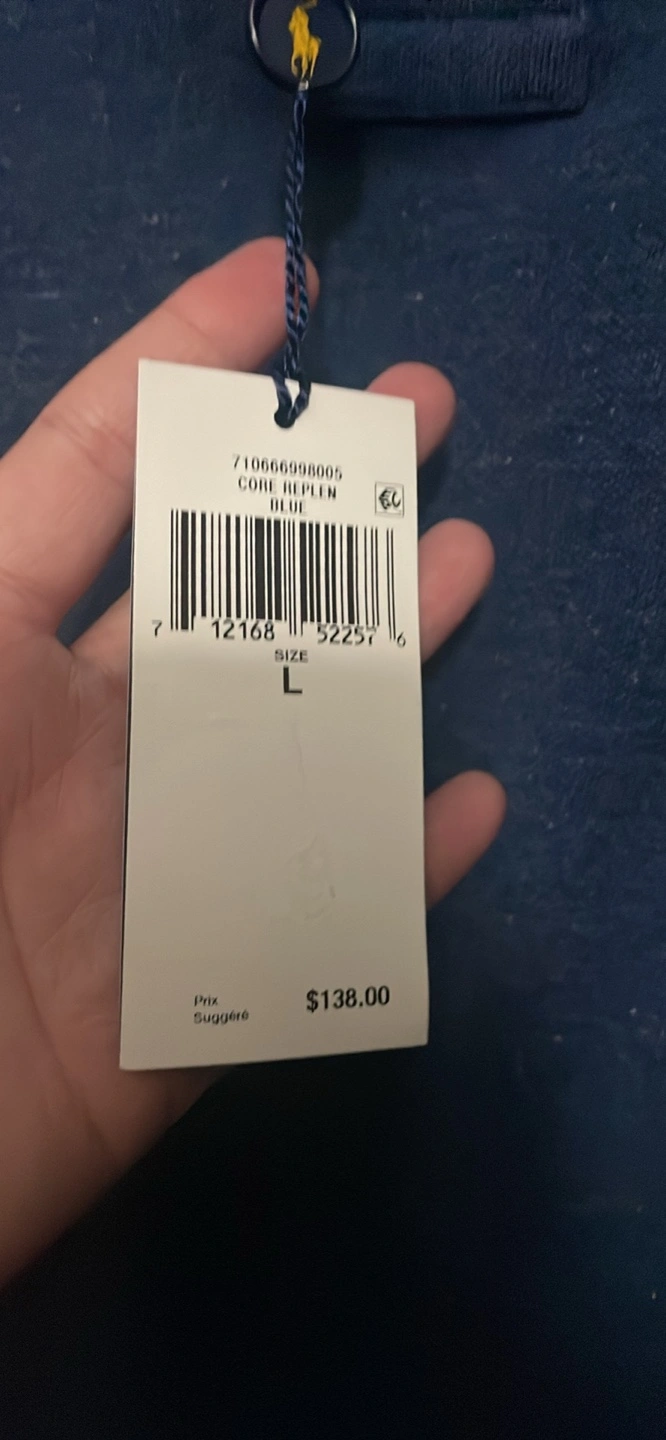 710666998005
CORE REPLEN
BLUE
7 12168 52257 6
SIZE
L
Prix
Suggéré
$138.00